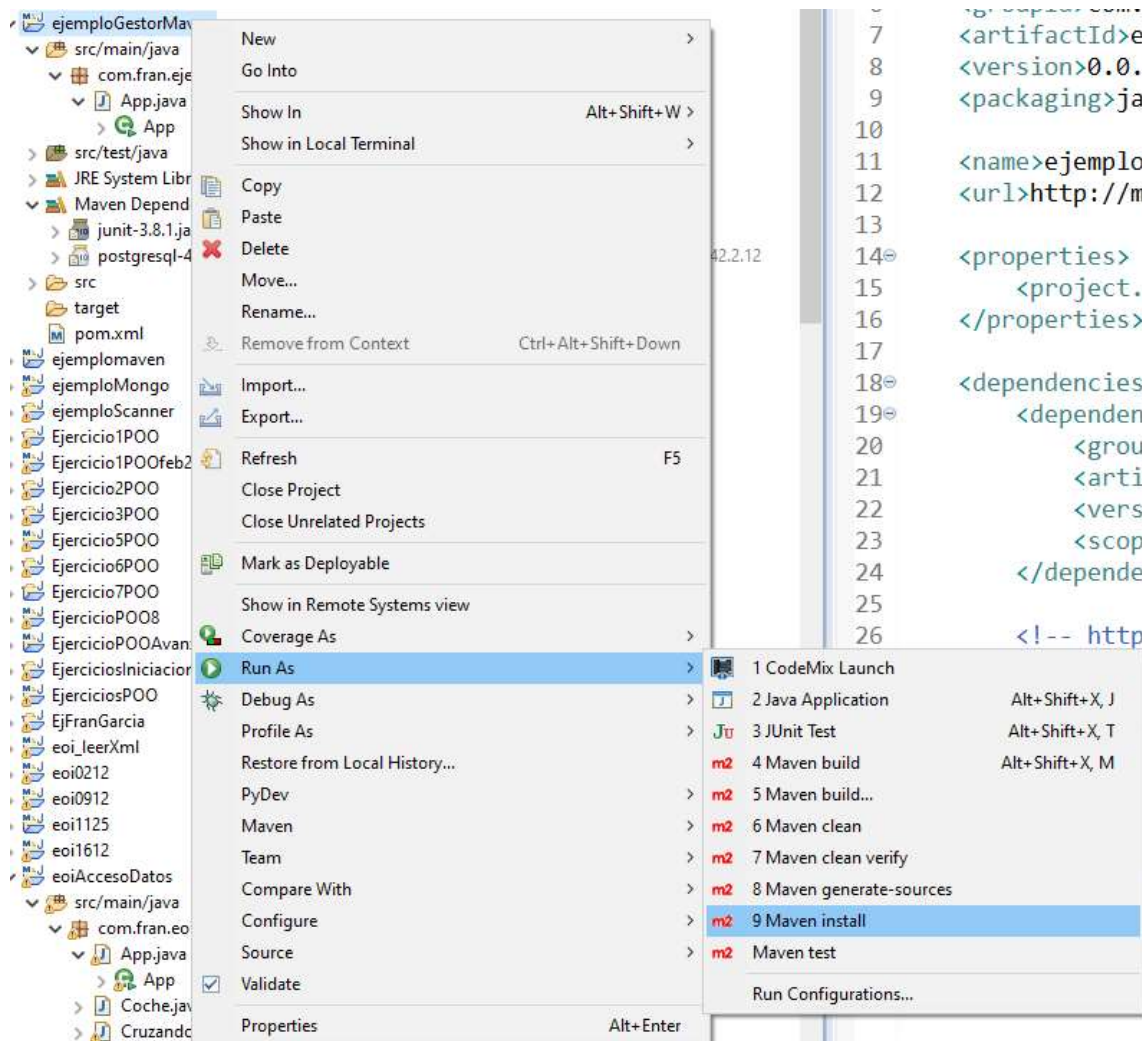 ejemploGestorMav
src/main/java
com.fran.eje
App.java
App
src/test/java
JRE System Libr
Maven Depend
junit-3.8.1.ja
postgresql-4
42.2.12
src
target
pom.xml
ejemplomaven
ejemploMongo
ejemploScanner
Ejercicio1POO
Ejercicio1POOfeb2
Ejercicio2POO
Ejercicio3POO
Ejercicio5POO
Ejercicio6POO
Ejercicio7POO
EjercicioPOO8
EjercicioPOOAvan
EjerciciosIniciacior
EjerciciosPOO
EjFranGarcia
eoi_leerXml
eoi0212
eoi0912
eoi1125
eoi1612
eoiAccesoDatos
src/main/java
com.fran.eo
App.java
App
Coche.jav
Cruzando
New
Go Into
Show In Alt+Shift+W
Show in Local Terminal
Copy
Paste
Delete
Move...
Rename...
Remove from Context Ctrl+Alt+Shift+Down
Import...
Export...
Refresh F5
Close Project
Close Unrelated Projects
Mark as Deployable
Show in Remote Systems view
Coverage As
Run As
Debug As
Profile As
Restore from Local History...
PyDev
Maven
Team
Compare With
Configure
Source
Validate
Properties Alt+Enter
1 CodeMix Launch
2 Java Application Alt+Shift+X, J
3 JUnit Test Alt+Shift+X, T
4 Maven build Alt+Shift+X, M
5 Maven build...
6 Maven clean
7 Maven clean verify
8 Maven generate-sources
9 Maven install
Maven test
Run Configurations...
7 <artifactId>e
8 <version>0.0.
9 <packaging>ja
10
11 <name>ejemplo
12 <url>http://m
13
14 <properties>
15 <project.
16 </properties>
17
18 <dependencies
19 <dependen
20 <grou
21 <arti
22 <vers
23 <scop
24 </depende
25
26 <!-- http